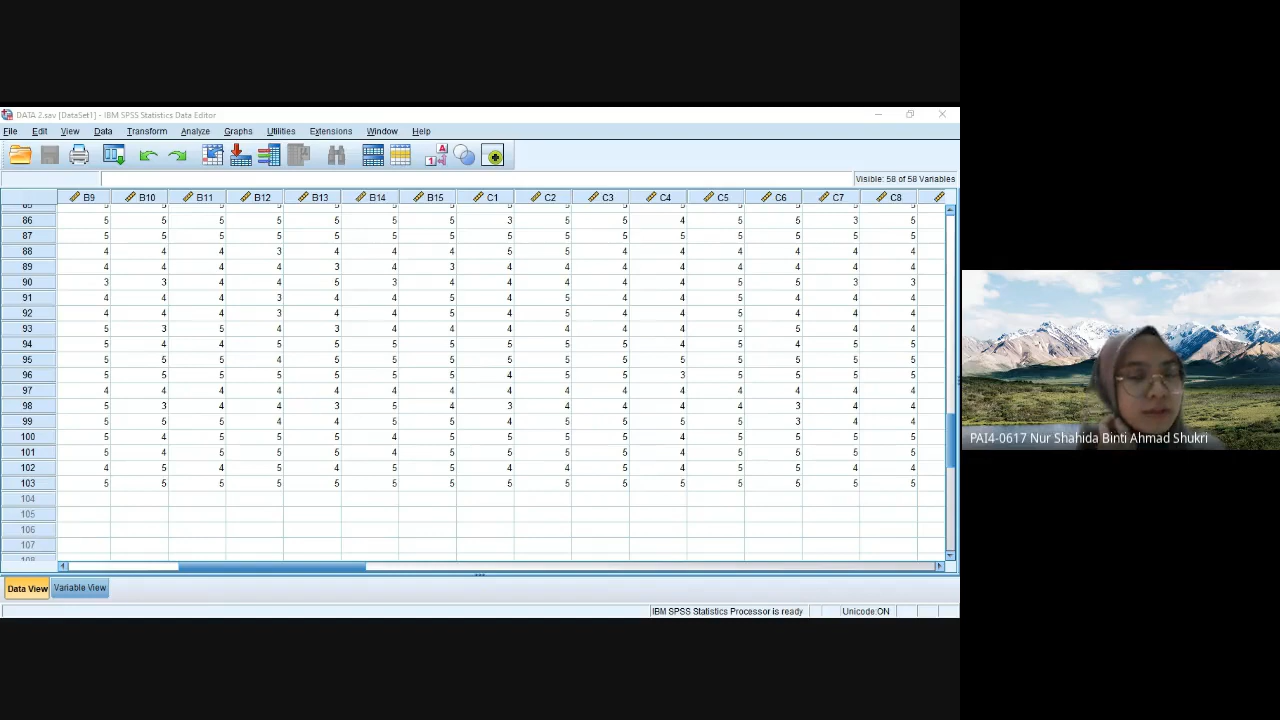 DATA 2.sav [DataSet1] - IBM SPSS Statistics Data Editor
File Edit View Data Transform Analyze Graphs Utilities Extensions Window Help
Visible: 58 of 58 Variables
B9 B10 B11 B12 B13 B14 B15 C1 C2 C3 C4 C5 C6 C7 C8
86 5 5 5 5 5 5 5 3 5 5 4 5 5 3 5
87 5 5 5 5 5 5 5 5 5 5 5 5 5 5 5
88 4 4 4 3 4 4 4 5 5 4 4 4 4 4 4
89 4 4 4 4 3 4 3 4 4 4 4 4 4 4 4
90 3 3 4 4 5 3 4 4 4 4 4 5 5 3 3
91 4 4 4 3 4 4 5 4 5 4 4 5 4 4 4
92 4 4 4 3 4 4 5 4 5 4 4 5 4 4 4
93 5 3 5 4 3 4 4 4 4 4 4 5 5 4 4
94 5 4 4 5 5 5 5 4 5 5 4 5 4 5 5
95 5 5 5 4 5 5 5 5 5 5 5 5 5 5 5
96 5 5 5 5 5 5 5 4 5 5 3 5 5 5 5
97 4 4 4 4 4 4 4 4 4 4 4 4 4 4 4
98 5 3 4 4 3 5 4 3 4 4 4 4 3 4 4
99 5 5 5 4 4 5 4 5 5 5 5 5 3 4 5
100 5 4 5 5 5 4 5 5 5 5 4 5 5 5 5
101 5 4 5 5 4 5 5 5 5 5 4 5 5 5 5
102 4 5 4 5 4 5 5 4 4 5 4 5 5 4 4
103 5 5 5 5 5 5 5 5 5 5 5 5 5 5 5
104
105
106
107
Data View Variable View
IBM SPSS Statistics Processor is ready Unicode:ON
PAI4-0617 Nur Shahida Binti Ahmad Shukri